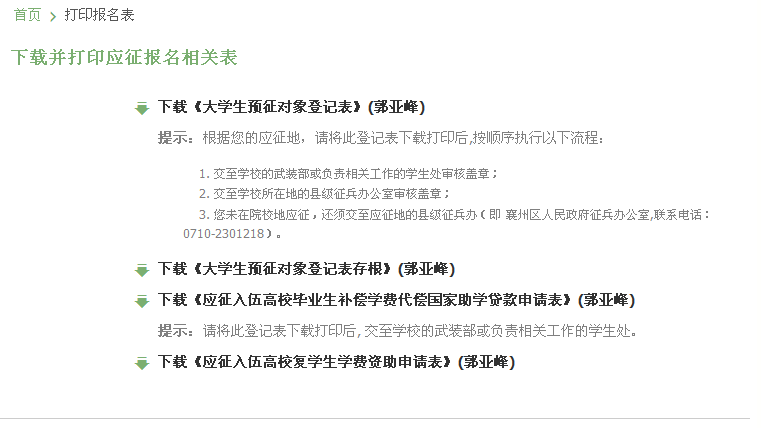 首页 > 打印报名表
下载并打印应征报名相关表
下载《大学生预征对象登记表》(郭亚峰)
提示：根据您的应征地，请将此登记表下载打印后,按顺序执行以下流程：
1. 交至学校的武装部或负责相关工作的学生处审核盖章；
2. 交至学校所在地的县级征兵办公室审核盖章；
3. 您未在院校地应征，还须交至应征地的县级征兵办（即 襄州区人民政府征兵办公室,联系电话：
0710-2301218）。
下载《大学生预征对象登记表存根》(郭亚峰)
下载《应征入伍高校毕业生补偿学费代偿国家助学贷款申请表》(郭亚峰)
提示：请将此登记表下载打印后, 交至学校的武装部或负责相关工作的学生处。
下载《应征入伍高校复学生学费资助申请表》(郭亚峰)